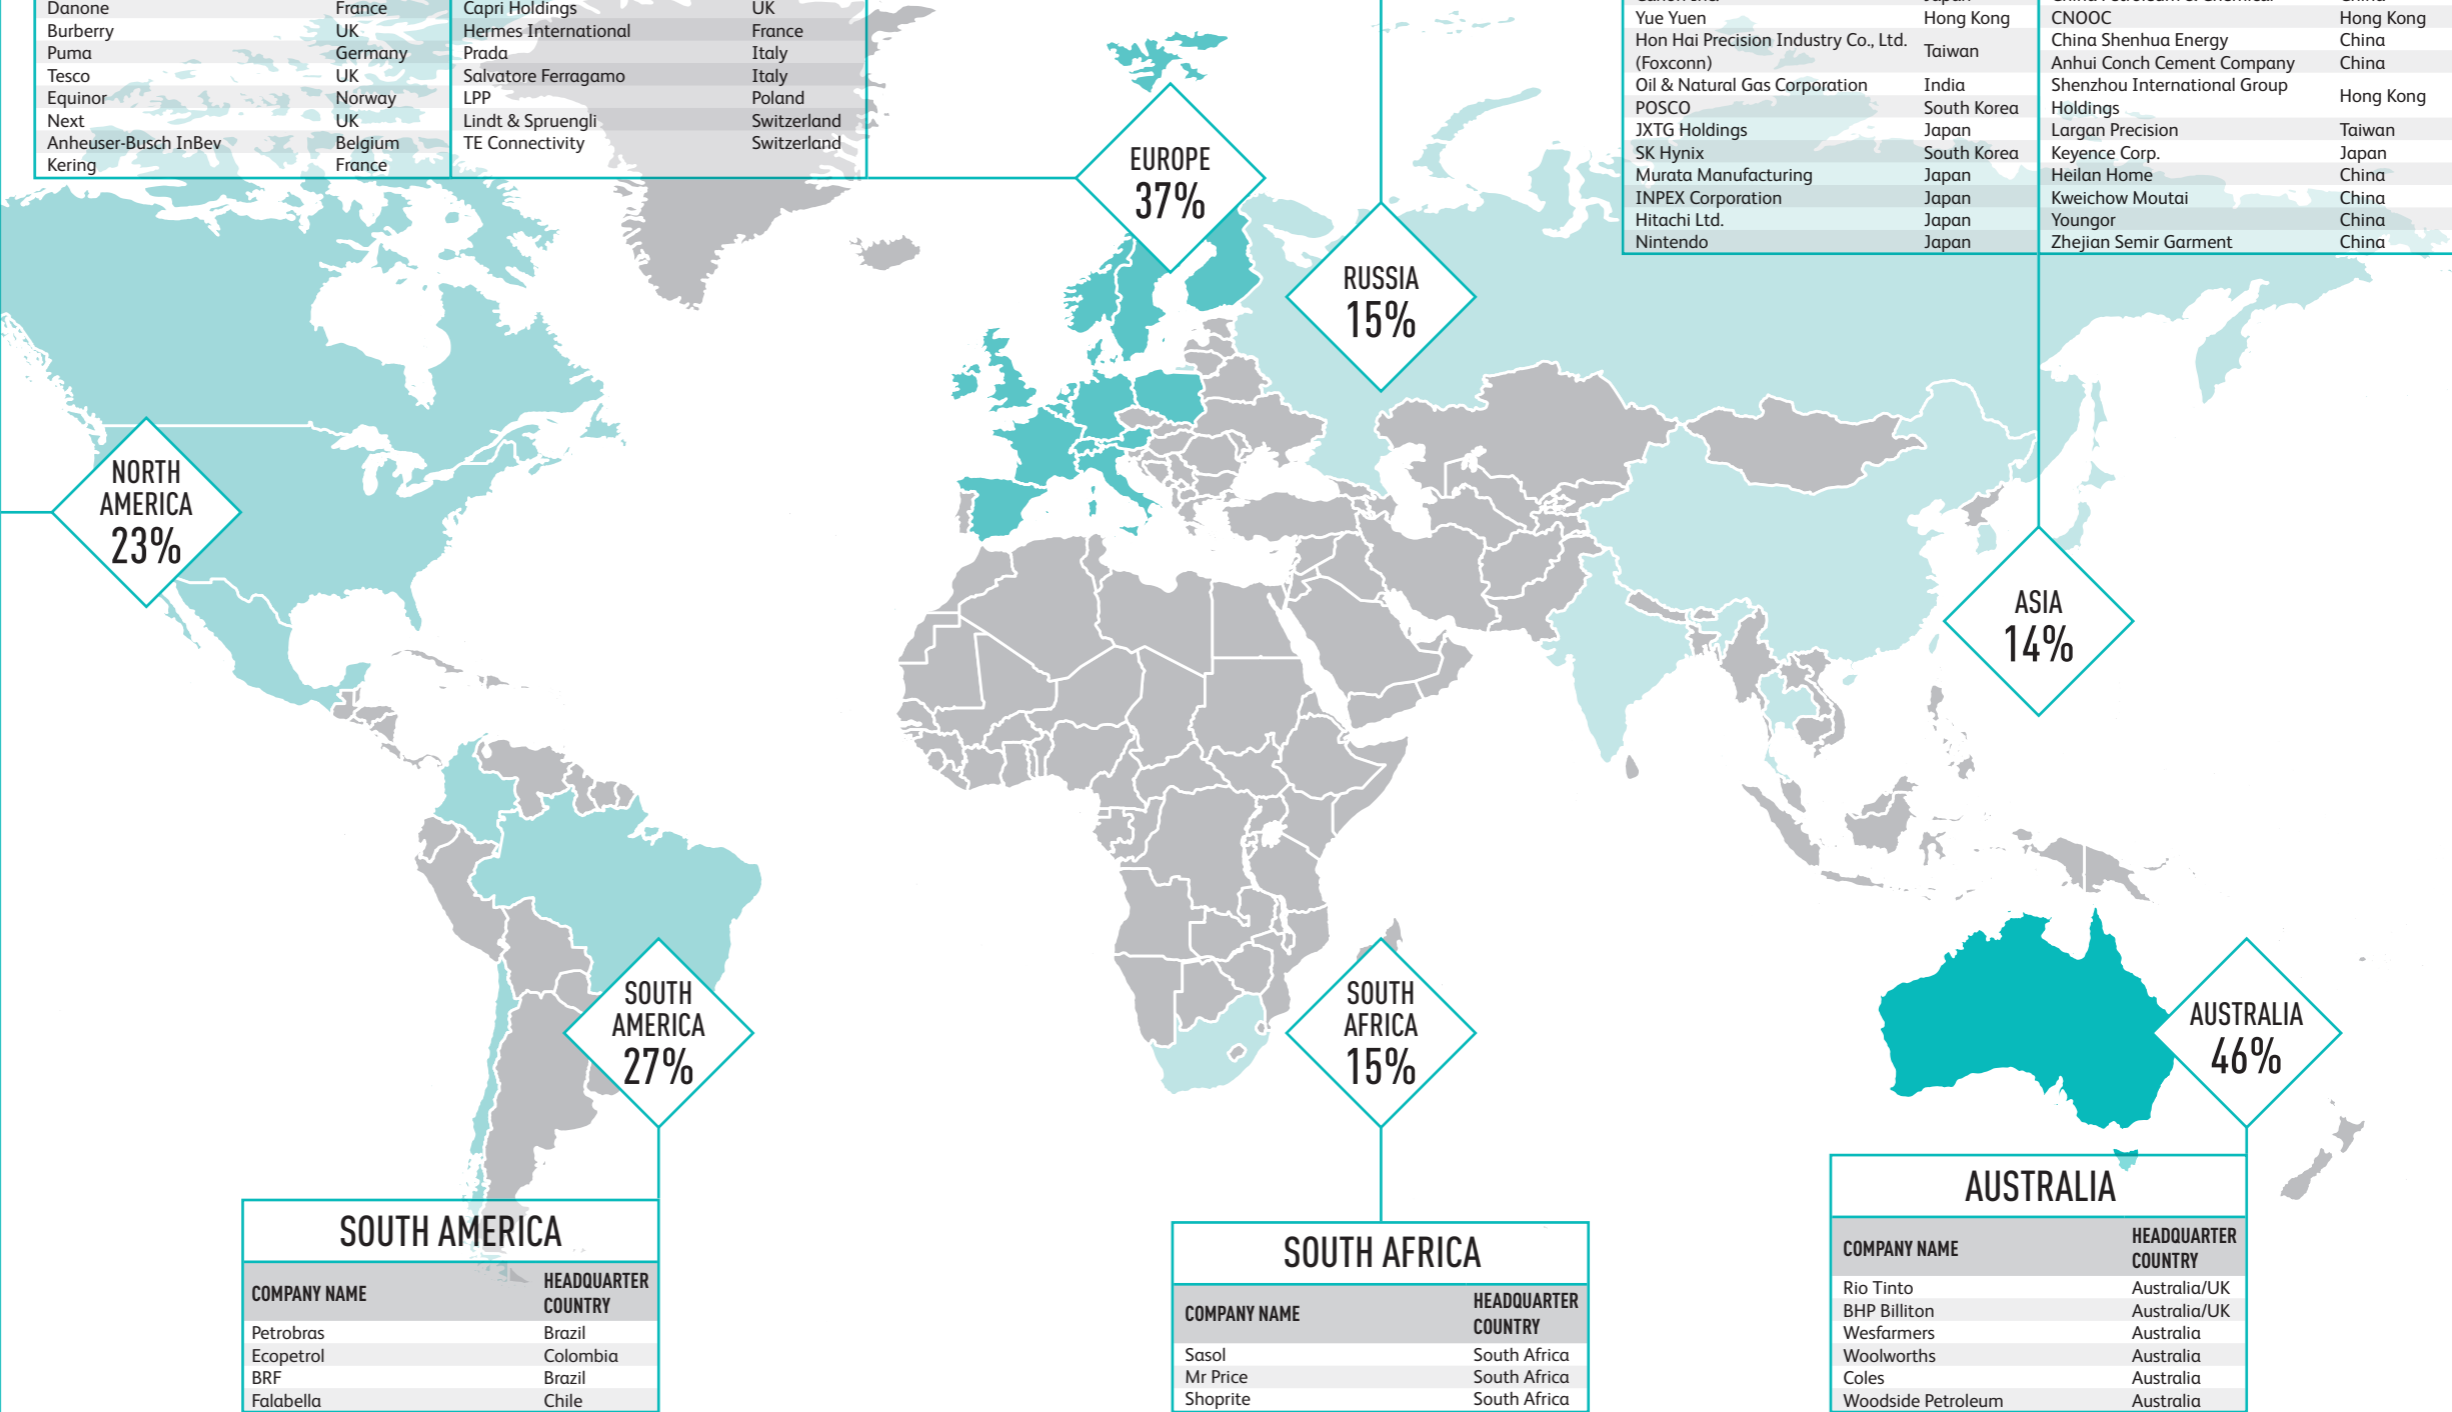 Danone France
Burberry UK
Puma Germany
Tesco UK
Equinor Norway
Next UK
Anheuser-Busch InBev Belgium
Kering France
Capri Holdings UK
Hermes International France
Prada Italy
Salvatore Ferragamo Italy
LPP Poland
Lindt & Spruengli Switzerland
TE Connectivity Switzerland
Yue Yuen Hong Kong
Hon Hai Precision Industry Co., Ltd.
(Foxconn) Taiwan
Oil & Natural Gas Corporation India
POSCO South Korea
JXTG Holdings Japan
SK Hynix South Korea
Murata Manufacturing Japan
INPEX Corporation Japan
Hitachi Ltd. Japan
Nintendo Japan
CNOOC Hong Kong
China Shenhua Energy China
Anhui Conch Cement Company China
Shenzhou International Group
Holdings Hong Kong
Largan Precision Taiwan
Keyence Corp. Japan
Heilan Home China
Kweichow Moutai China
Youngor China
Zhejian Semir Garment China
EUROPE
37%
RUSSIA
15%
NORTH
AMERICA
23%
ASIA
14%
SOUTH
AMERICA
27%
SOUTH
AFRICA
15%
AUSTRALIA
46%
SOUTH AMERICA
COMPANY NAME HEADQUARTER
COUNTRY
Petrobras Brazil
Ecopetrol Colombia
BRF Brazil
Falabella Chile
SOUTH AFRICA
COMPANY NAME HEADQUARTER
COUNTRY
Sasol South Africa
Mr Price South Africa
Shoprite South Africa
AUSTRALIA
COMPANY NAME HEADQUARTER
COUNTRY
Rio Tinto Australia/UK
BHP Billiton Australia/UK
Wesfarmers Australia
Woolworths Australia
Coles Australia
Woodside Petroleum Australia